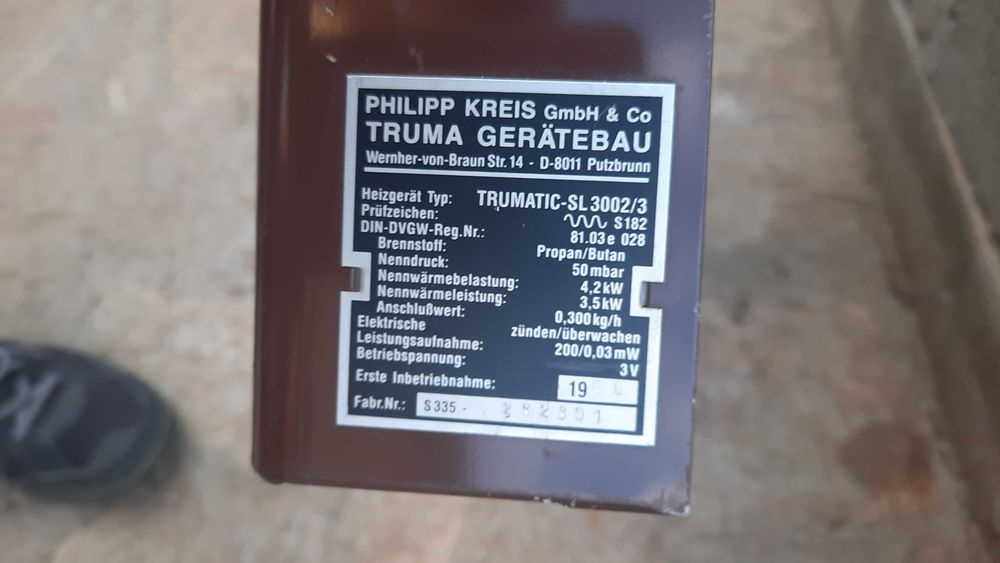 PHILIPP KREIS GmbH & Co
TRUMA GERÄTEBAU
Wernher-von-Braun Str. 14 - D-8011 Putzbrunn
Heizgerät Typ: TRUMATIC-SL 3002/3
Prüfzeichen: S182
DIN-DVGW-Reg.Nr.: 81.03 e 028
Brennstoff: Propan/Butan
Nenndruck: 50 mbar
Nennwärmebelastung: 4,2 kW
Nennwärmeleistung: 3,5 kW
Anschlußwert: 0,300 kg/h
Elektrische zünden/überwachen
Leistungsaufnahme: 200/0,03 mW
Betriebspannung: 3 V
Erste Inbetriebnahme: 19
Fabr.Nr.: S 335 -